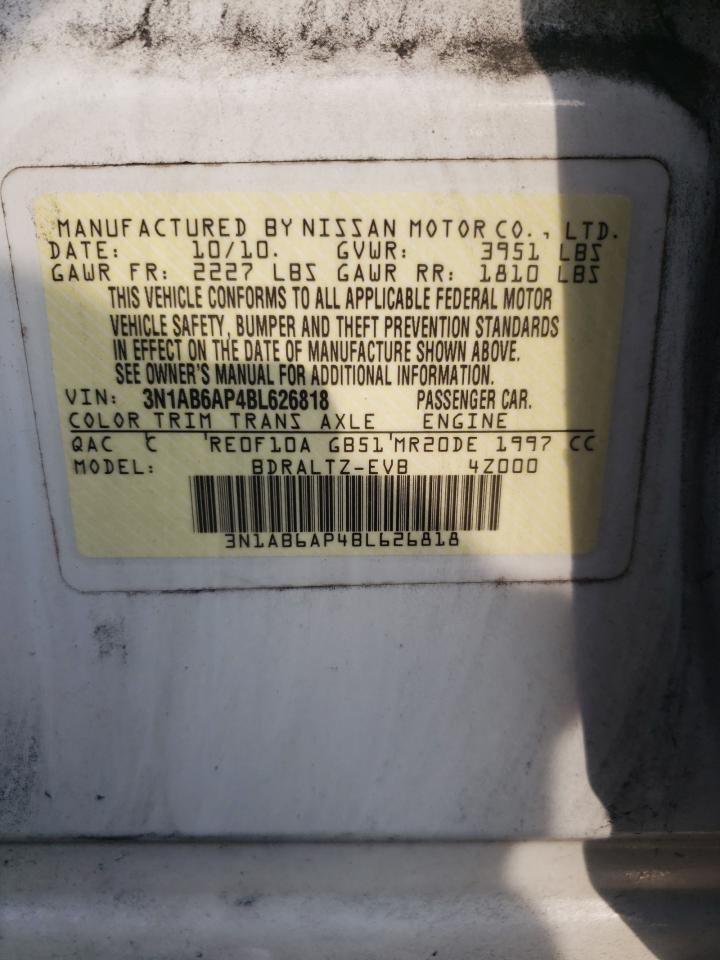 MANUFACTURED BY NISSAN MOTOR CO., LTD.
DATE: 10/10. GVWR: 3951 LBS
GAWR FR: 2227 LBS GAWR RR: 1810 LBS
THIS VEHICLE CONFORMS TO ALL APPLICABLE FEDERAL MOTOR
VEHICLE SAFETY, BUMPER AND THEFT PREVENTION STANDARDS
IN EFFECT ON THE DATE OF MANUFACTURE SHOWN ABOVE.
SEE OWNER'S MANUAL FOR ADDITIONAL INFORMATION.
VIN: 3N1AB6AP4BL626818 PASSENGER CAR.
COLOR TRIM TRANS AXLE ENGINE
QAC C 'RE0F10A GB51'MR20DE 1997 CC
MODEL: BDRALTZ-EVB 4Z000
3N1AB6AP4BL626818